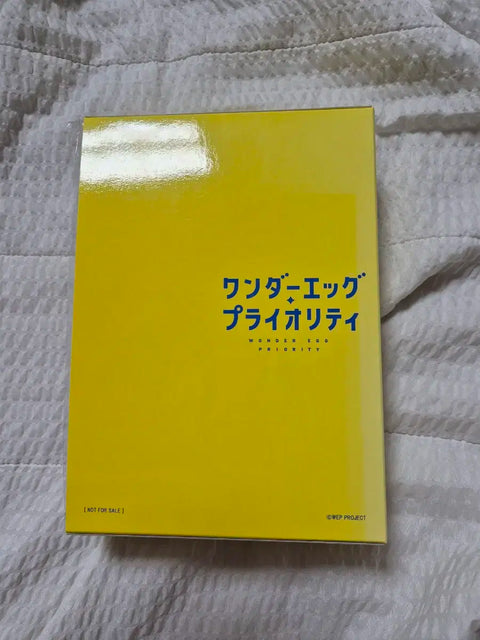 ワンダーエッグ
プライオリティ
WONDER EGG
PRIORITY
[NOT FOR SALE]
©WEP PROJECT